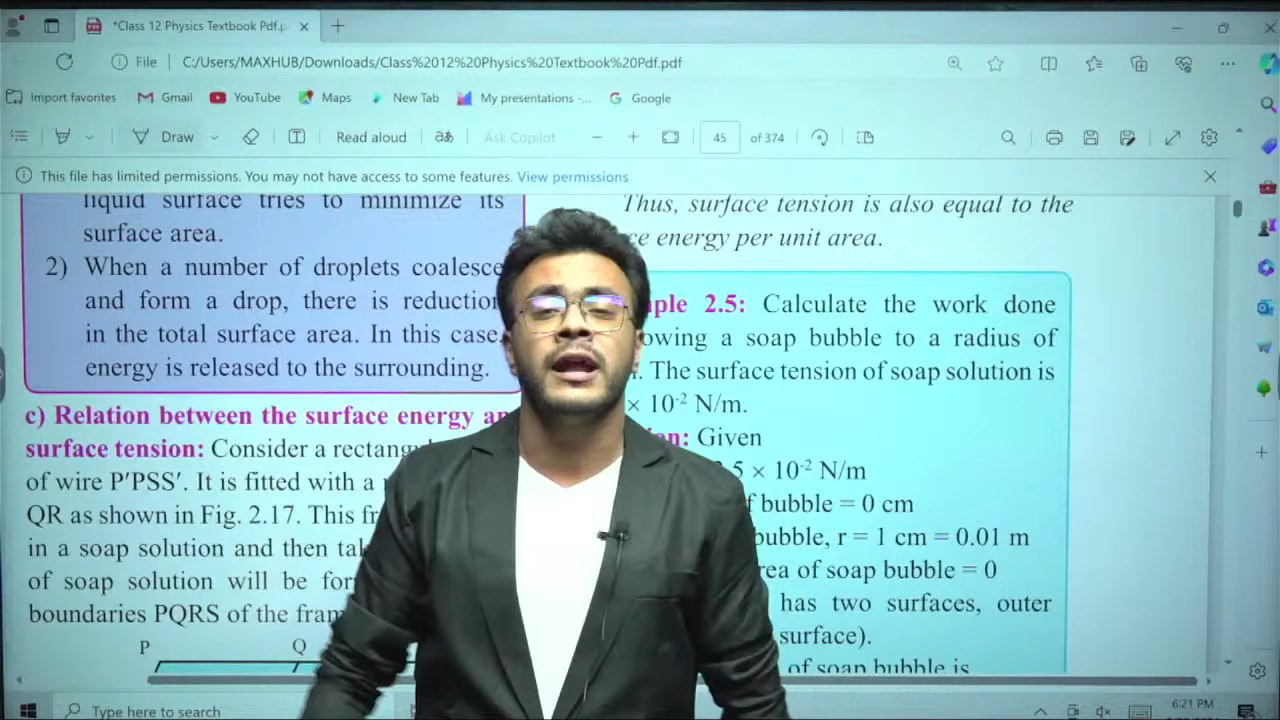 *Class 12 Physics Textbook Pdf.p
File C:/Users/MAXHUB/Downloads/Class%2012%20Physics%20Textbook%20Pdf.pdf
Import favorites Gmail YouTube Maps New Tab My presentations -... Google
Draw Read aloud Ask Copilot 45 of 374
This file has limited permissions. You may not have access to some features. View permissions
liquid surface tries to minimize its
surface area.
2) When a number of droplets coalesce
and form a drop, there is reduction
in the total surface area. In this case,
energy is released to the surrounding.
c) Relation between the surface energy
surface tension: Consider a
of wire P'PSS'. It is fitted with a
QR as shown in Fig. 2.17. This
in a soap solution and then
of soap solution will be
boundaries PQRS of the
P Q
Thus, surface tension is also equal to the
energy per unit area.
2.5: Calculate the work done
a soap bubble to a radius of
The surface tension of soap solution is
× 10-2 N/m.
Given
5 × 10-2 N/m
bubble = 0 cm
bubble, r = 1 cm = 0.01 m
of soap bubble = 0
has two surfaces, outer
surface).
of soap bubble is
Type here to search
6:21 PM